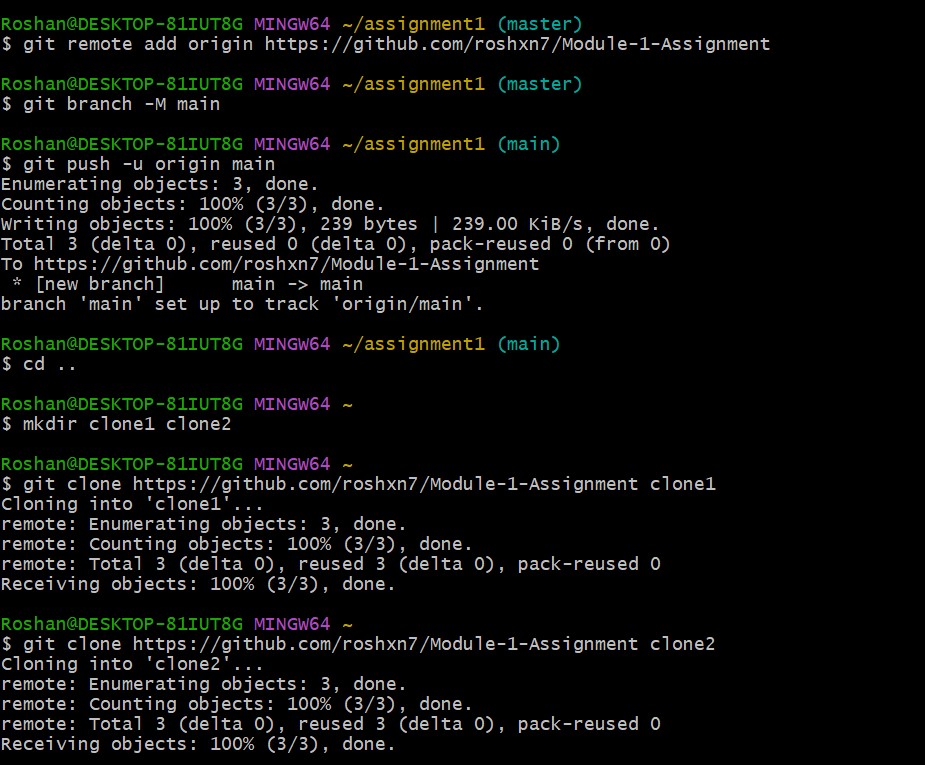 Roshan@DESKTOP-81IUT8G MINGW64 ~/assignment1 (master)
$ git remote add origin https://github.com/roshxn7/Module-1-Assignment
Roshan@DESKTOP-81IUT8G MINGW64 ~/assignment1 (master)
$ git branch -M main
Roshan@DESKTOP-81IUT8G MINGW64 ~/assignment1 (main)
$ git push -u origin main
Enumerating objects: 3, done.
Counting objects: 100% (3/3), done.
Writing objects: 100% (3/3), 239 bytes | 239.00 KiB/s, done.
Total 3 (delta 0), reused 0 (delta 0), pack-reused 0 (from 0)
To https://github.com/roshxn7/Module-1-Assignment
 * [new branch]      main -> main
branch 'main' set up to track 'origin/main'.
Roshan@DESKTOP-81IUT8G MINGW64 ~/assignment1 (main)
$ cd ..
Roshan@DESKTOP-81IUT8G MINGW64 ~
$ mkdir clone1 clone2
Roshan@DESKTOP-81IUT8G MINGW64 ~
$ git clone https://github.com/roshxn7/Module-1-Assignment clone1
Cloning into 'clone1'...
remote: Enumerating objects: 3, done.
remote: Counting objects: 100% (3/3), done.
remote: Total 3 (delta 0), reused 3 (delta 0), pack-reused 0
Receiving objects: 100% (3/3), done.
Roshan@DESKTOP-81IUT8G MINGW64 ~
$ git clone https://github.com/roshxn7/Module-1-Assignment clone2
Cloning into 'clone2'...
remote: Enumerating objects: 3, done.
remote: Counting objects: 100% (3/3), done.
remote: Total 3 (delta 0), reused 3 (delta 0), pack-reused 0
Receiving objects: 100% (3/3), done.